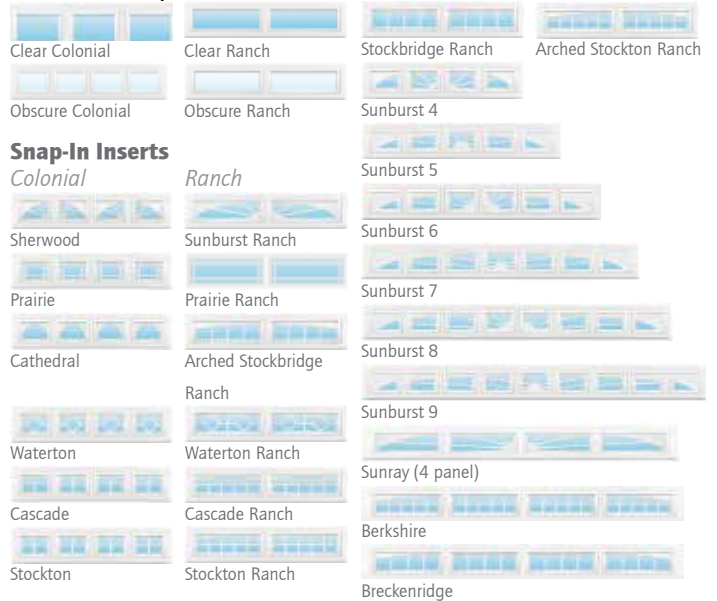 Clear Colonial
Clear Ranch
Obscure Colonial
Obscure Ranch
Snap-In Inserts
Colonial
Ranch
Sherwood
Sunburst Ranch
Prairie
Prairie Ranch
Cathedral
Arched Stockbridge
Ranch
Waterton
Waterton Ranch
Cascade
Cascade Ranch
Stockton
Stockton Ranch
Stockbridge Ranch
Arched Stockton Ranch
Sunburst 4
Sunburst 5
Sunburst 6
Sunburst 7
Sunburst 8
Sunburst 9
Sunray (4 panel)
Berkshire
Breckenridge